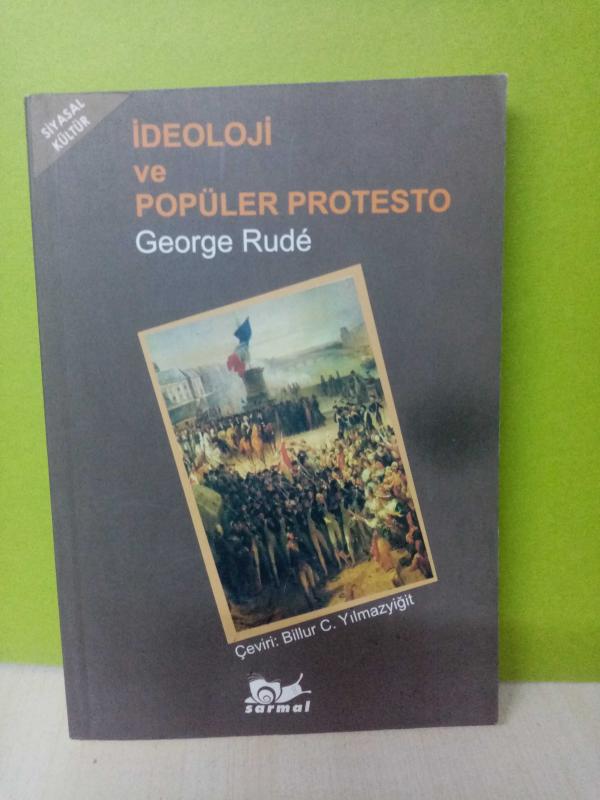 SİYASAL
KÜLTÜR
İDEOLOJİ
ve
POPÜLER PROTESTO
George Rudé
Çeviri: Billur C. Yılmazyiğit
sarmal